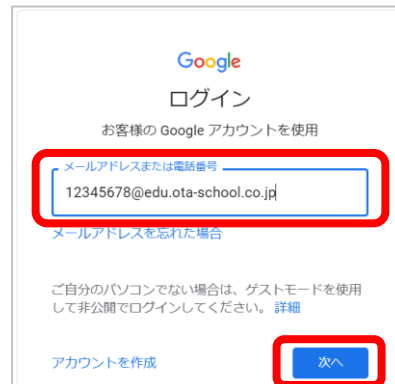 Google
ログイン
お客様の Google アカウントを使用
メールアドレスまたは電話番号
12345678@edu.ota-school.co.jp
メールアドレスを忘れた場合
ご自分のパソコンでない場合は、ゲストモードを使用
して非公開でログインしてください。 詳細
アカウントを作成
次へ